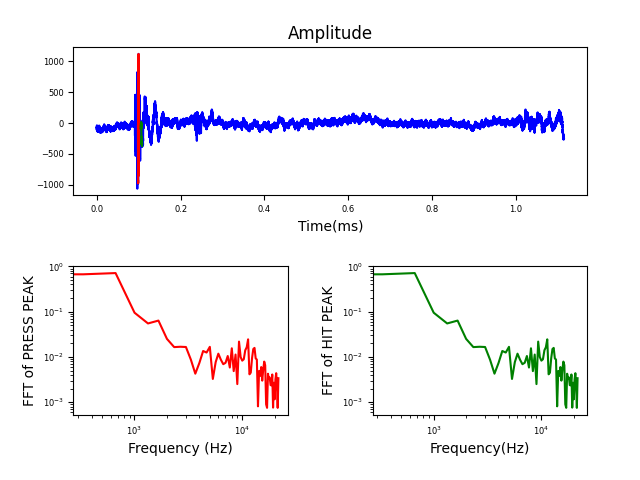 Amplitude
1000
500
0
−500
−1000
0.0 0.2 0.4 0.6 0.8 1.0
Time(ms)
FFT of PRESS PEAK
10⁰
10⁻¹
10⁻²
10⁻³
10³ 10⁴
Frequency (Hz)
FFT of HIT PEAK
10⁰
10⁻¹
10⁻²
10⁻³
10³ 10⁴
Frequency(Hz)